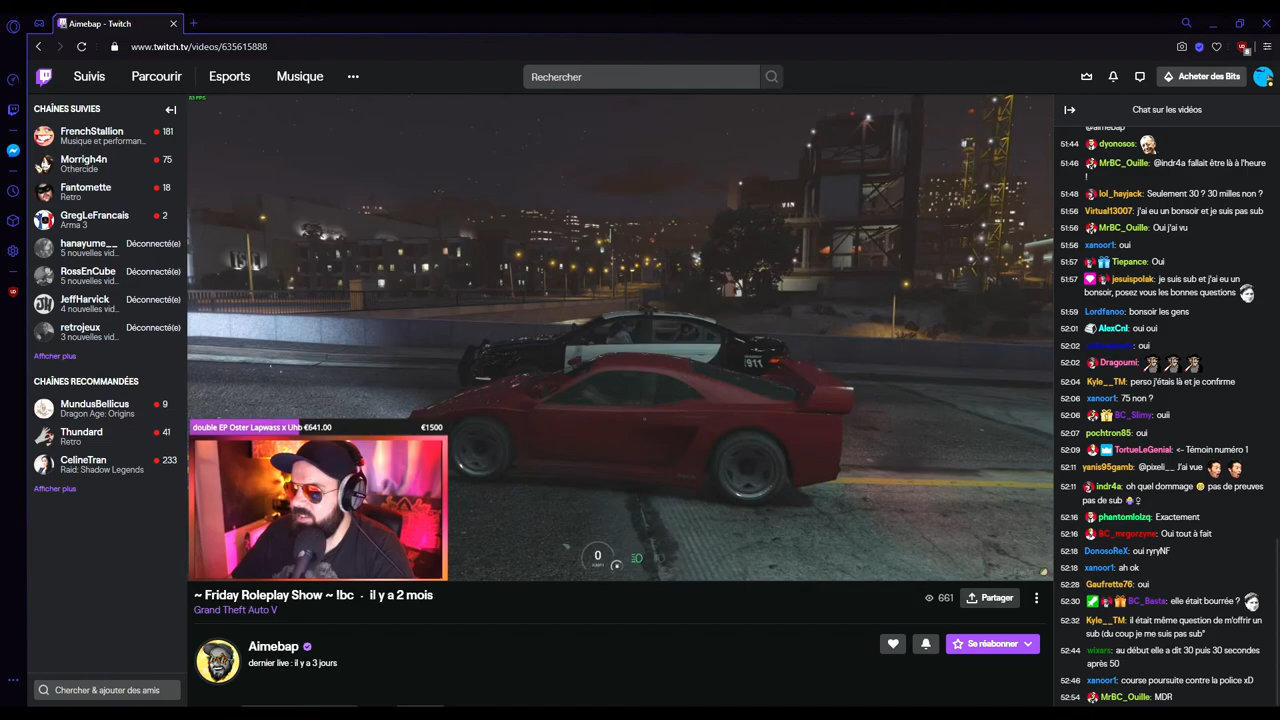 Aimebap - Twitch
www.twitch.tv/videos/635615888
Suivis
Parcourir
Esports
Musique
Rechercher
Acheter des Bits
CHAÎNES SUIVIES
FrenchStallion
181
Musique et performan...
Morrigh4n
75
Othercide
Fantomette
18
Retro
GregLeFrancais
2
Arma 3
hanayume__
Déconnecté(e)
5 nouvelles vid...
RossEnCube
Déconnecté(e)
5 nouvelles vid...
JeffHarvick
Déconnecté(e)
4 nouvelles vid...
retrojeux
Déconnecté(e)
3 nouvelles vid...
Afficher plus
CHAÎNES RECOMMANDÉES
MundusBellicus
9
Dragon Age: Origins
Thundard
41
Retro
CelineTran
233
Raid: Shadow Legends
Afficher plus
Chercher & ajouter des amis
83 FPS
911
double EP Oster Lapwass x Uhb €641.00
€1500
0
~ Friday Roleplay Show ~ !bc - il y a 2 mois
Grand Theft Auto V
661
Partager
Aimebap
dernier live : il y a 3 jours
Se réabonner
Chat sur les vidéos
@aimebap
51:44 dyonosos:
51:46 MrBC_Ouille: @indr4a fallait être là à l'heure
!
51:48 lol_hayjack: Seulement 30 ? 30 milles non ?
51:56 Virtual13007: j'ai eu un bonsoir et je suis pas sub
51:56 MrBC_Ouille: Oui j'ai vu
51:56 xanoor1: oui
51:57 Tiepance: Oui
51:57 jesuispolak: je suis sub et j'ai eu un
bonsoir, posez vous les bonnes questions
51:59 Lordfanoo: bonsoir les gens
52:01 AlexCnl: oui oui
52:02 oui
52:02 Dragoumi:
52:04 Kyle__TM: perso j'étais là et je confirme
52:06 xanoor1: 75 non ?
52:06 BC_Slimy: ouii
52:07 pochtron85: oui
52:09 TortueLeGenial: <- Témoin numéro 1
52:11 yanis95gamb: @pixeli__ J'ai vue
52:11 indr4a: oh quel dommage pas de preuves
pas de sub
52:16 phantomlolzq: Exactement
52:16 BC_mrgorzyne: Oui tout à fait
52:18 DonosoReX: oui ryryNF
52:18 xanoor1: ah ok
52:28 Gaufrette76: oui
52:30 BC_Basta: elle était bourrée ?
52:32 Kyle__TM: il était même question de m'offrir un
sub (du coup je me suis pas sub*
52:44 wixars: au début elle a dit 30 puis 30 secondes
après 50
52:46 xanoor1: course poursuite contre la police xD
52:54 MrBC_Ouille: MDR